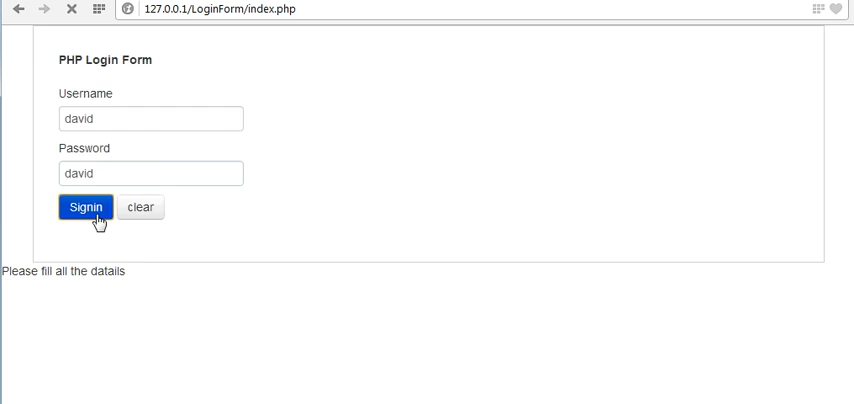 127.0.0.1/LoginForm/index.php
PHP Login Form
Username
david
Password
david
Signin clear
Please fill all the datails